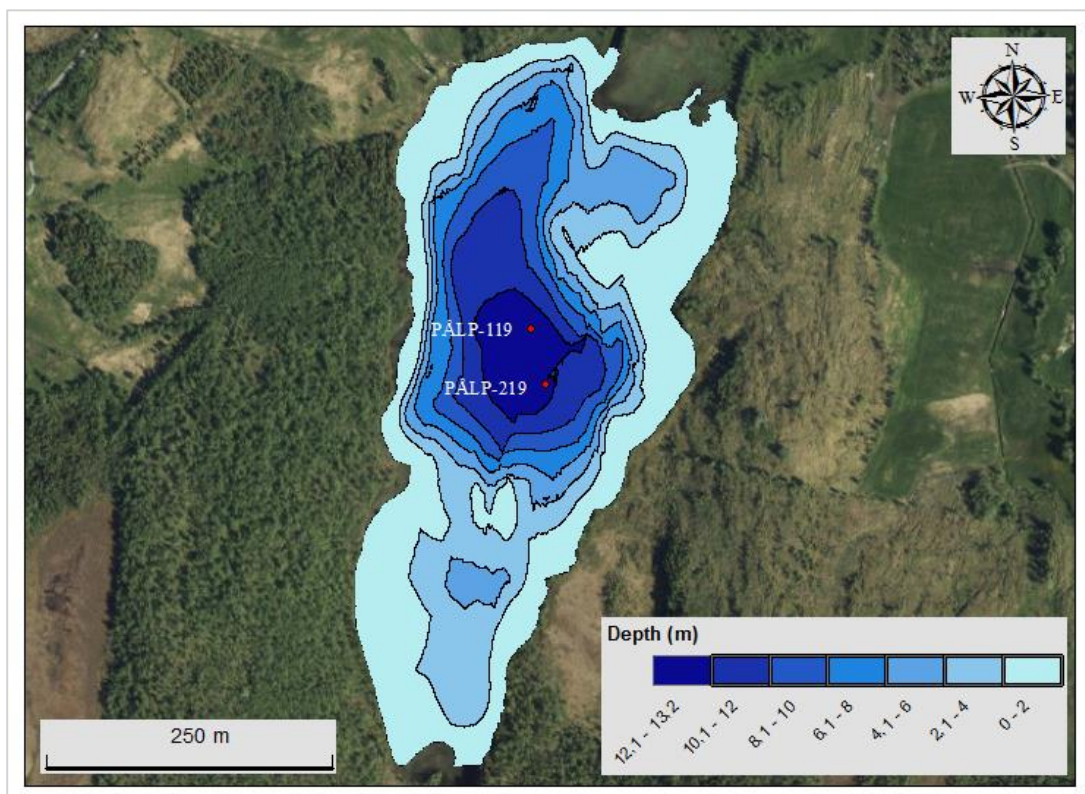 N
W E
S
PÅLP-119
PÅLP-219
Depth (m)
12.1 - 13.2
10.1 - 12
8.1 - 10
6.1 - 8
4.1 - 6
2.1 - 4
0 - 2
250 m